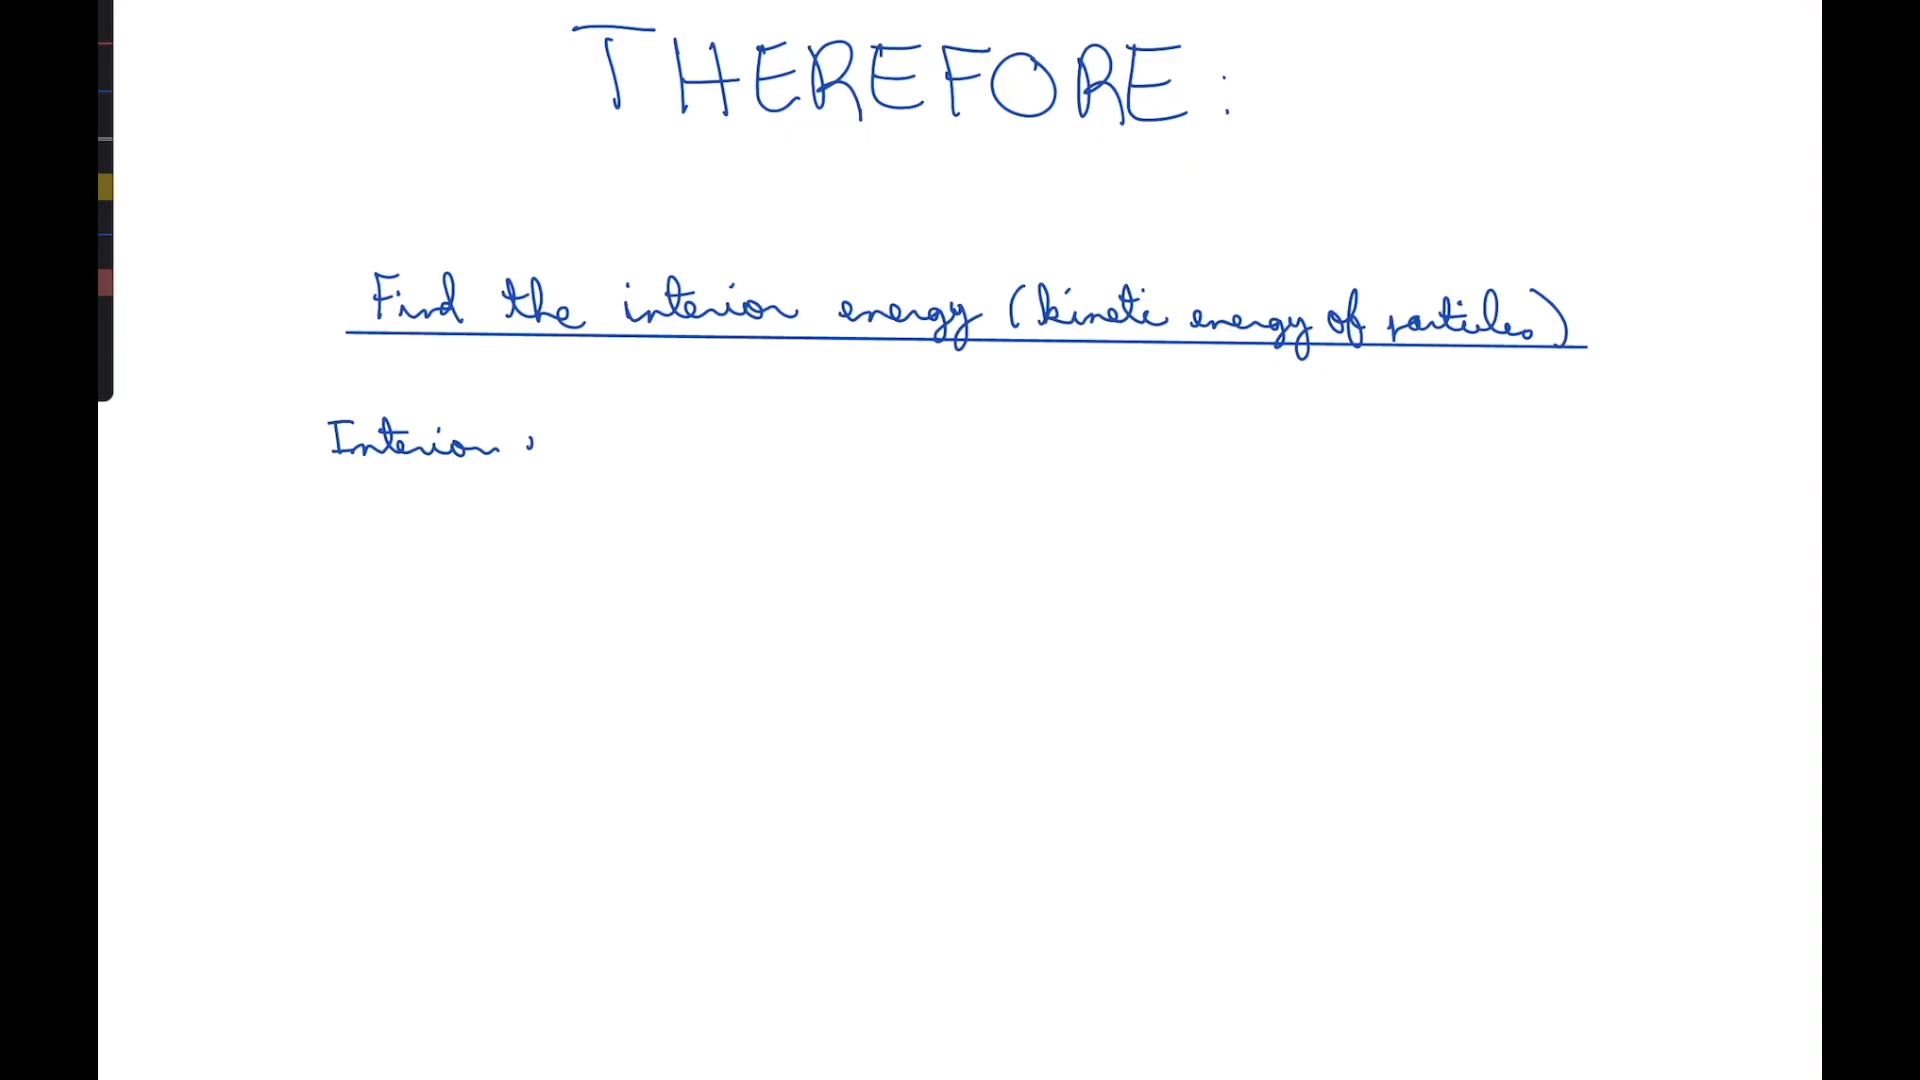 THEREFORE:
Find the interior energy (kinetic energy of particles)
Interior